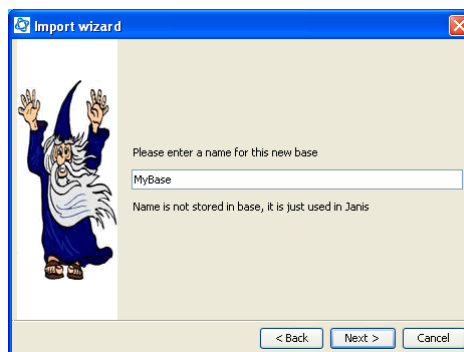 Import wizard
Please enter a name for this new base
MyBase
Name is not stored in base, it is just used in Janis
< Back Next > Cancel